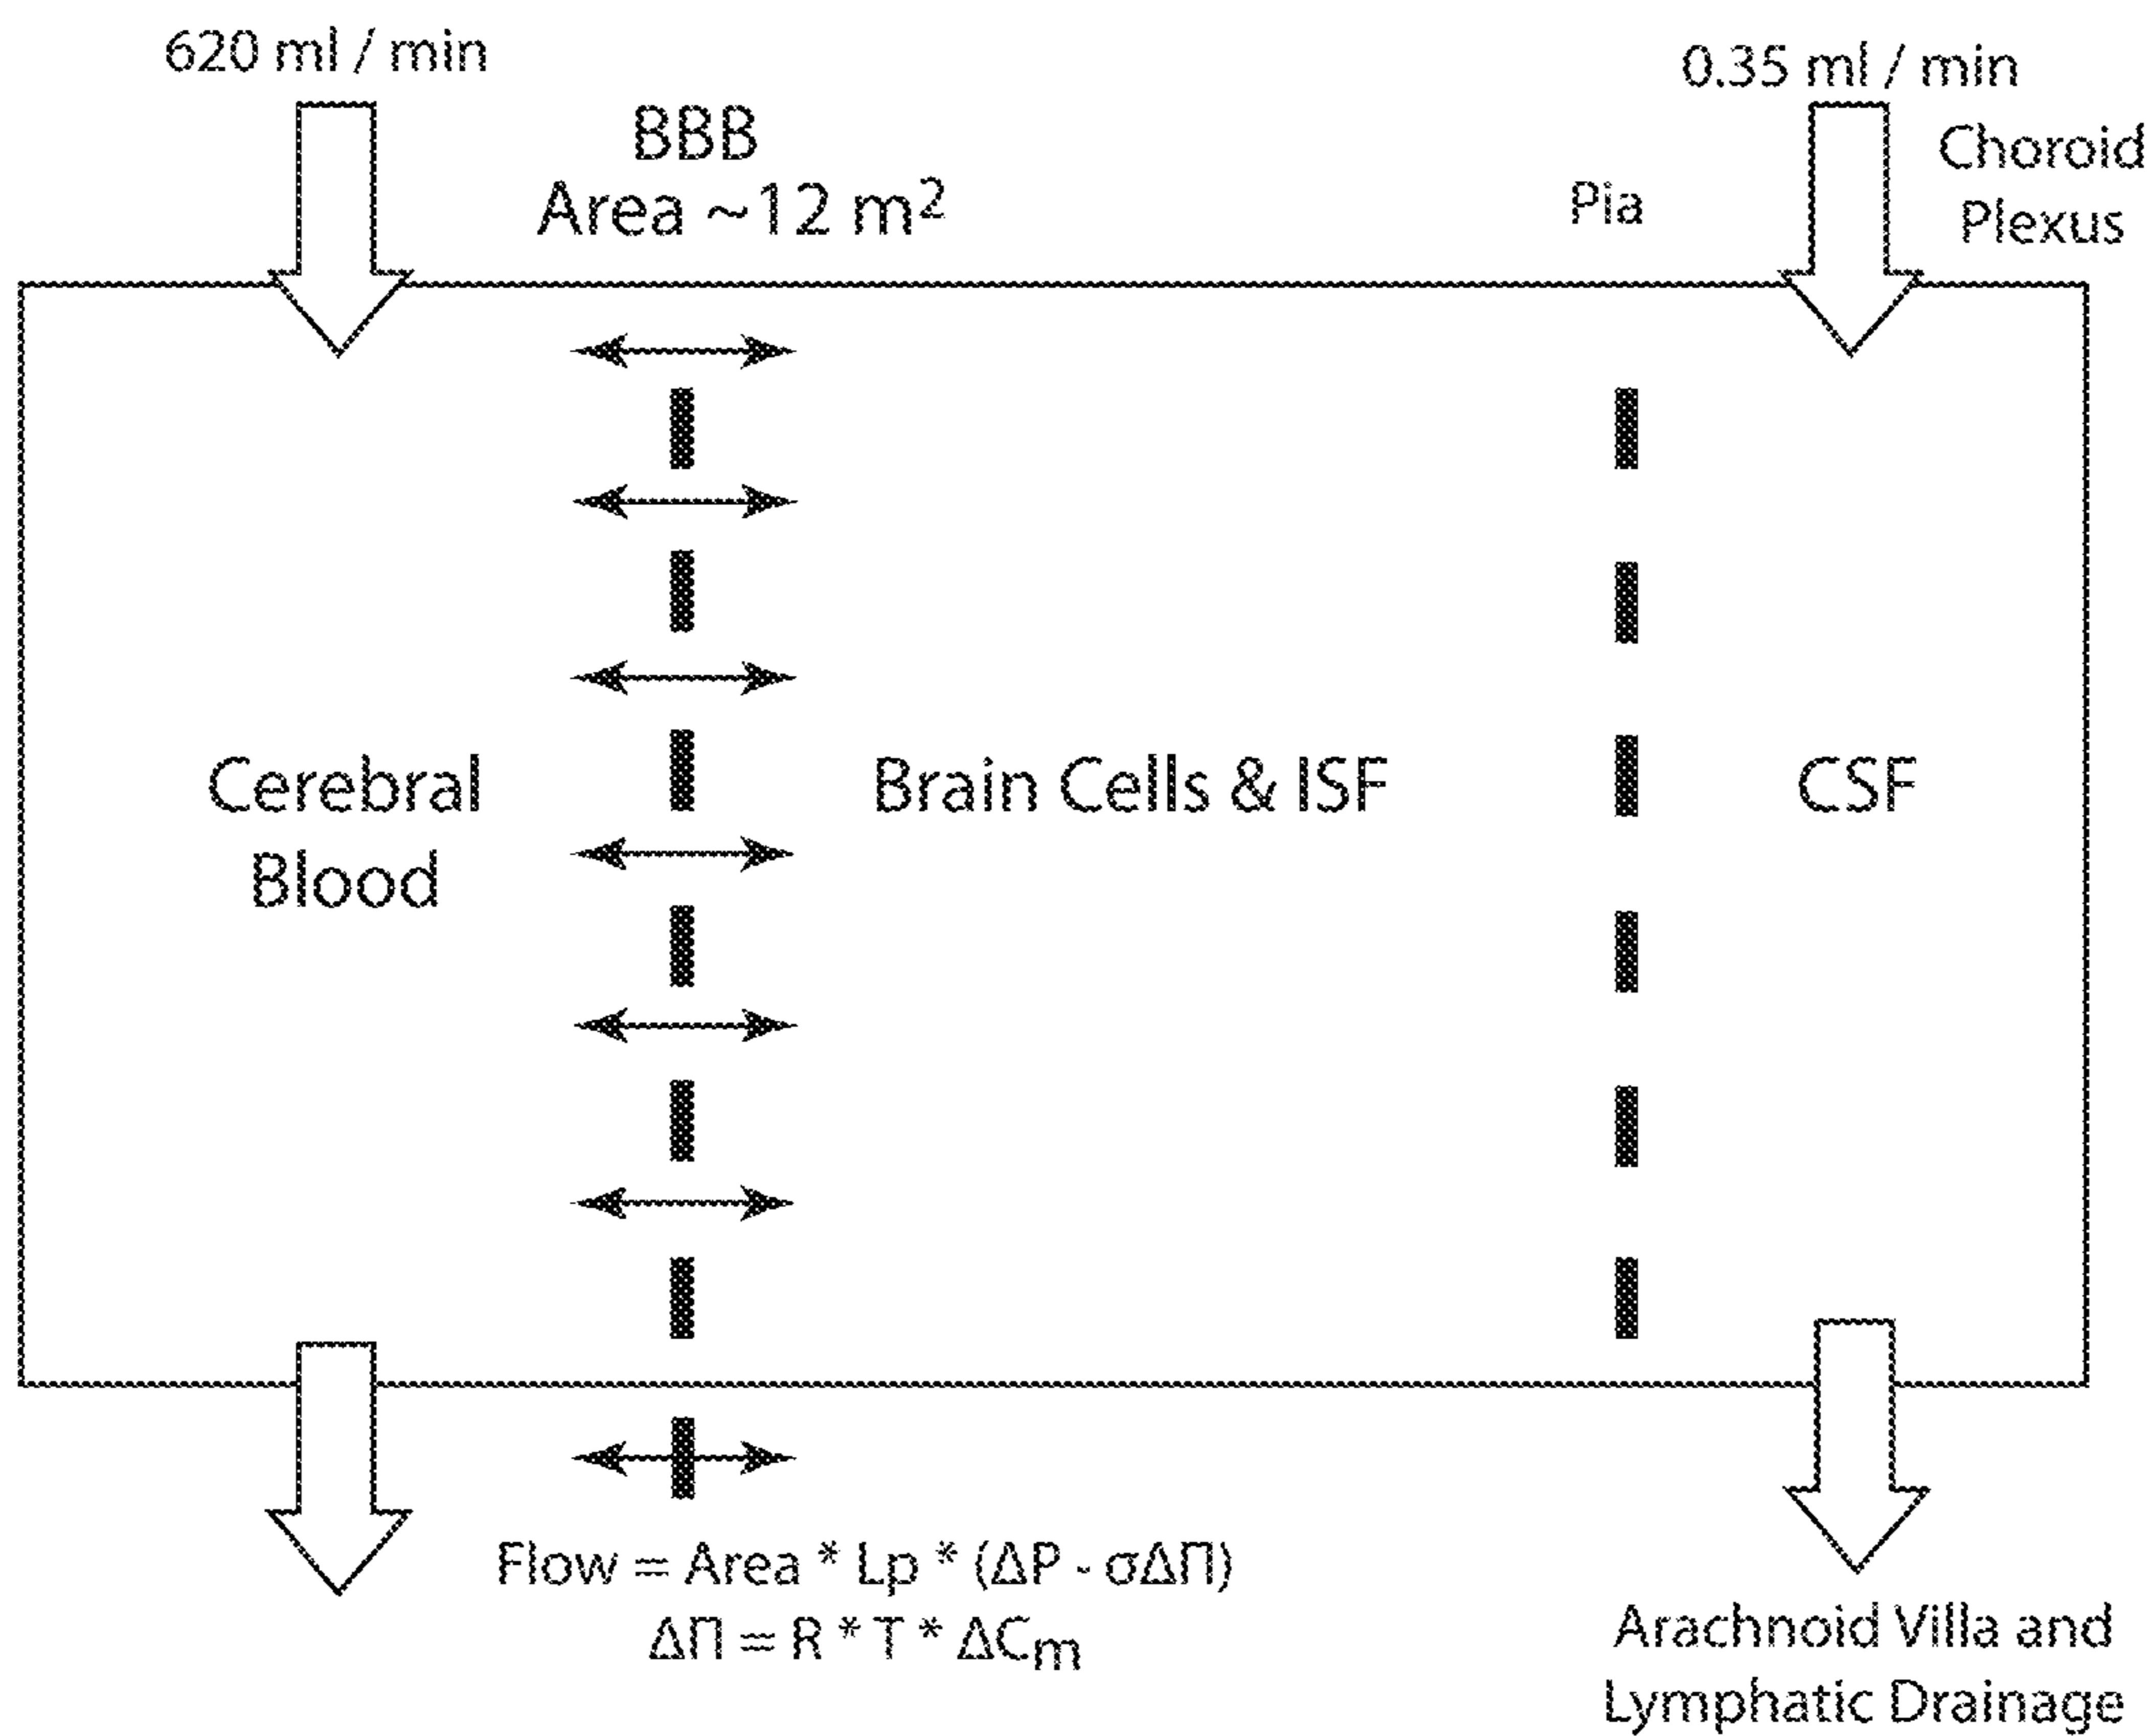 620 ml / min
BBB
Area ~12 m²
Pia
0.35 ml / min
Choroid
Plexus
Cerebral
Blood
Brain Cells & ISF
CSF
Flow = Area * Lp * (ΔP - σΔΠ)
ΔΠ = R * T * ΔCm
Arachnoid Villa and
Lymphatic Drainage